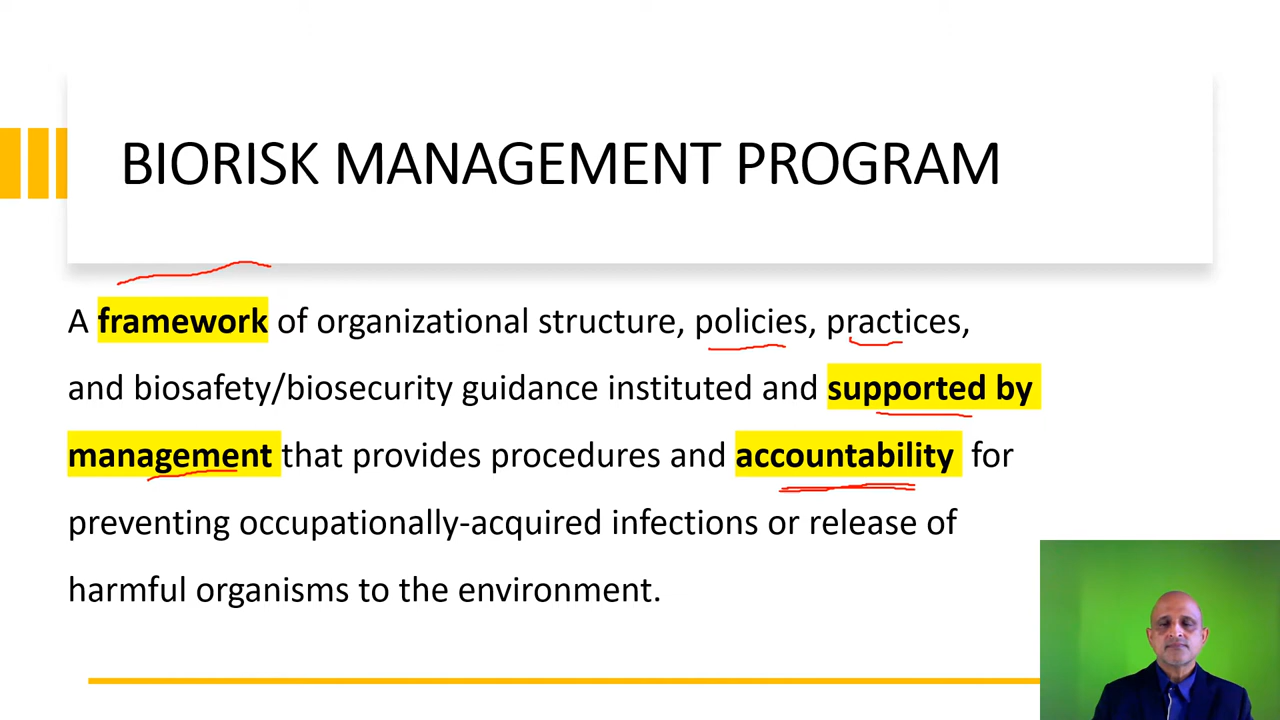 BIORISK MANAGEMENT PROGRAM
A framework of organizational structure, policies, practices,
and biosafety/biosecurity guidance instituted and supported by
management that provides procedures and accountability for
preventing occupationally-acquired infections or release of
harmful organisms to the environment.